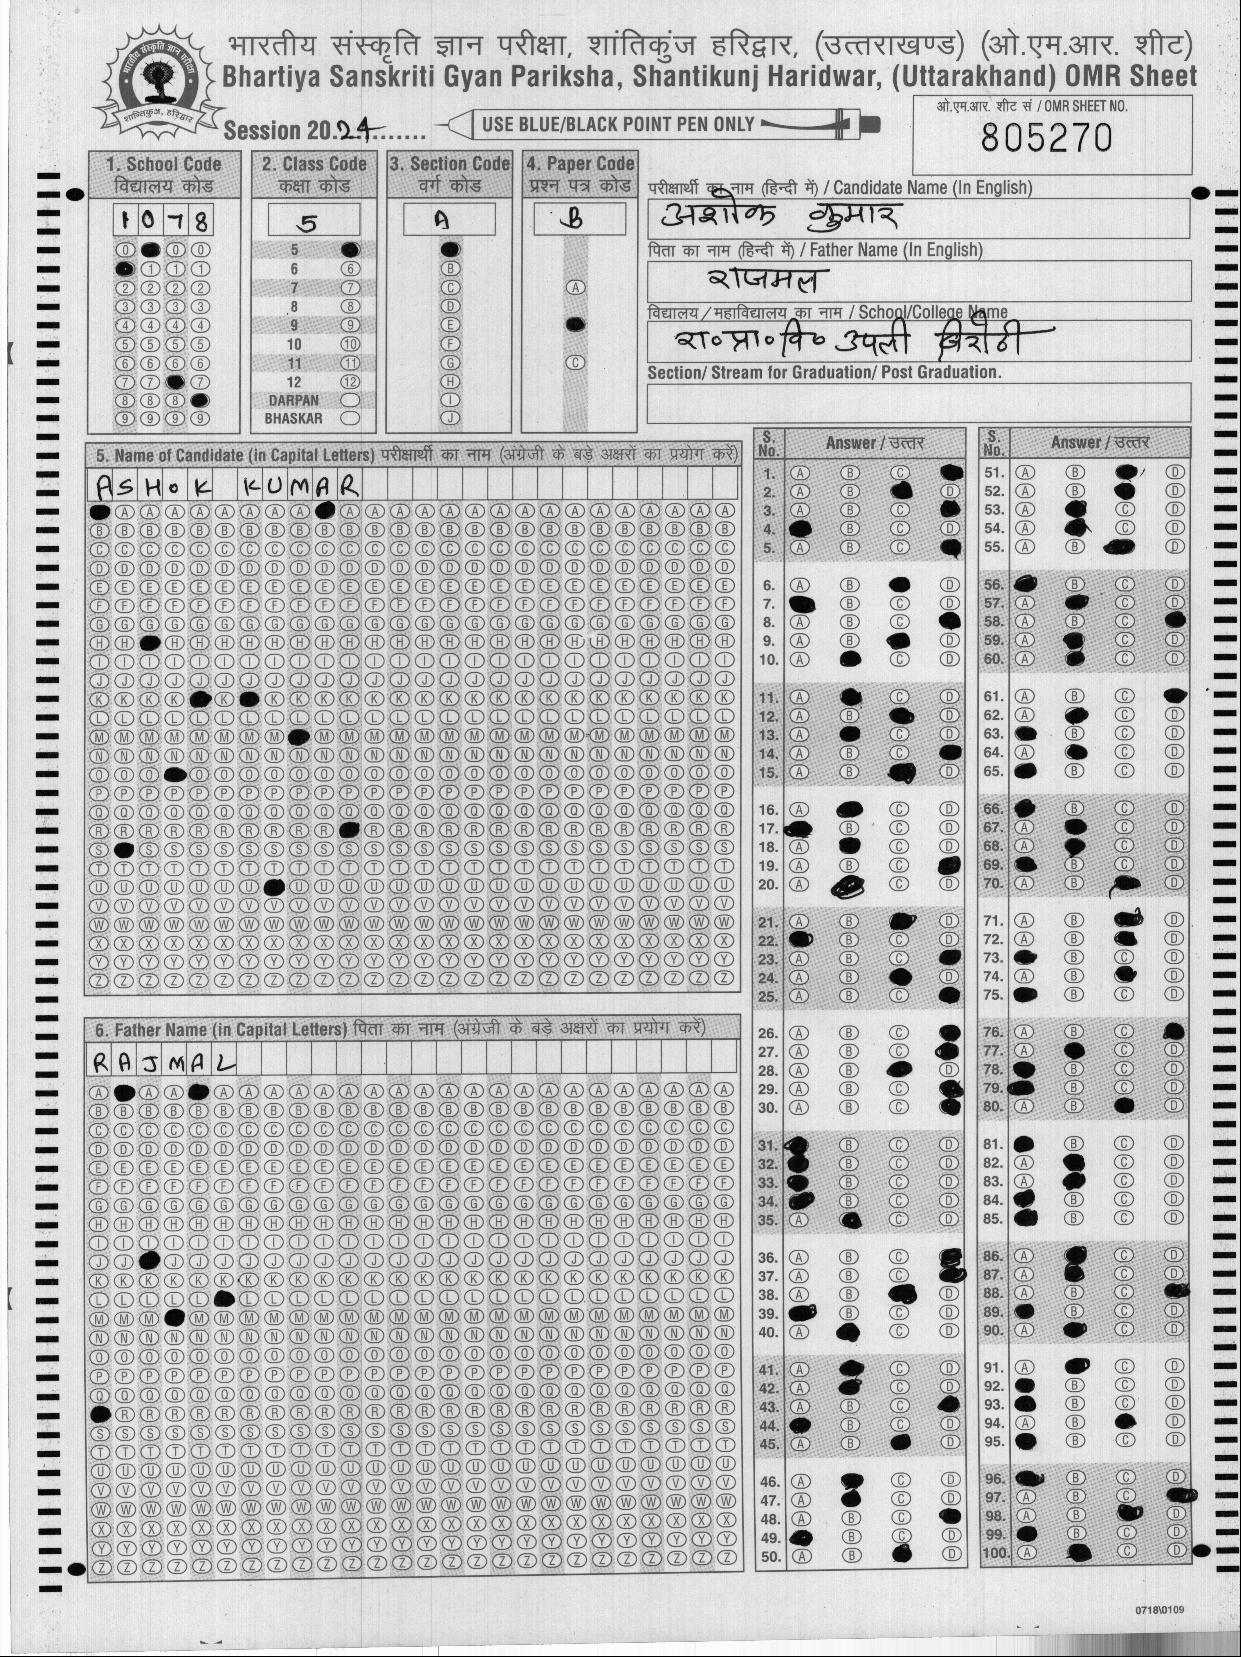 भारतीय संस्कृति ज्ञान परीक्षा, शांतिकुंज हरिद्वार, (उत्तराखण्ड) (ओ.एम.आर. शीट)
Bhartiya Sanskriti Gyan Pariksha, Shantikunj Haridwar, (Uttarakhand) OMR Sheet
Session 20.24.......
USE BLUE/BLACK POINT PEN ONLY
ओ.एम.आर. शीट सं / OMR SHEET NO.
805270
1. School Code
विद्यालय कोड
1 0 7 8
2. Class Code
कक्षा कोड
5
5
6
7
8
9
10
11
12
DARPAN
BHASKAR
3. Section Code
वर्ग कोड
A
4. Paper Code
प्रश्न पत्र कोड
B
परीक्षार्थी का नाम (हिन्दी में) / Candidate Name (In English)
अशोक कुमार
पिता का नाम (हिन्दी में) / Father Name (In English)
राजमल
विद्यालय/महाविद्यालय का नाम / School/College Name
रा॰ प्रा॰ वि॰ उपली
Section/ Stream for Graduation/ Post Graduation.
5. Name of Candidate (in Capital Letters) परीक्षार्थी का नाम (अंग्रेजी के बड़े अक्षरों का प्रयोग करें)
ASHOK KUMAR
6. Father Name (in Capital Letters) पिता का नाम (अंग्रेजी के बड़े अक्षरों का प्रयोग करें)
RAJMAL
S. No. Answer / उत्तर
S. No. Answer / उत्तर
0718\0109